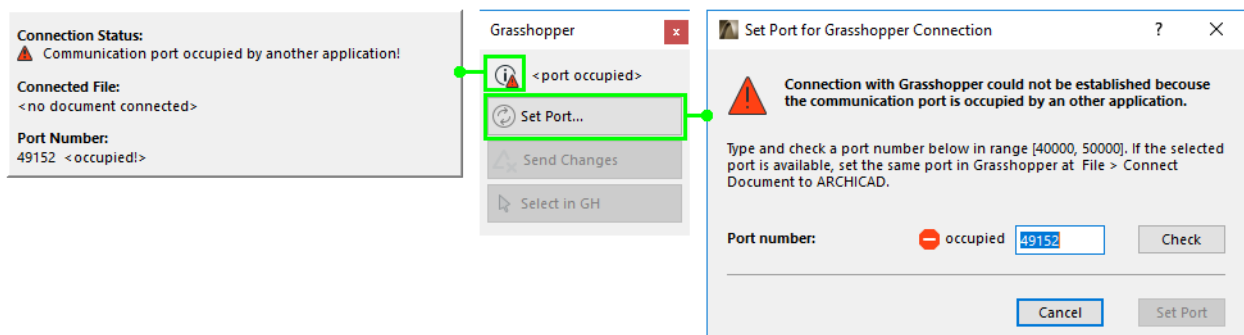 Connection Status:
Communication port occupied by another application!
Connected File:
<no document connected>
Port Number:
49152 <occupied!>
Grasshopper
x
<port occupied>
Set Port...
Send Changes
Select in GH
Set Port for Grasshopper Connection
?
Connection with Grasshopper could not be established becouse
the communication port is occupied by an other application.
Type and check a port number below in range [40000, 50000]. If the selected
port is available, set the same port in Grasshopper at File > Connect
Document to ARCHICAD.
Port number: occupied 49152 Check
Cancel Set Port